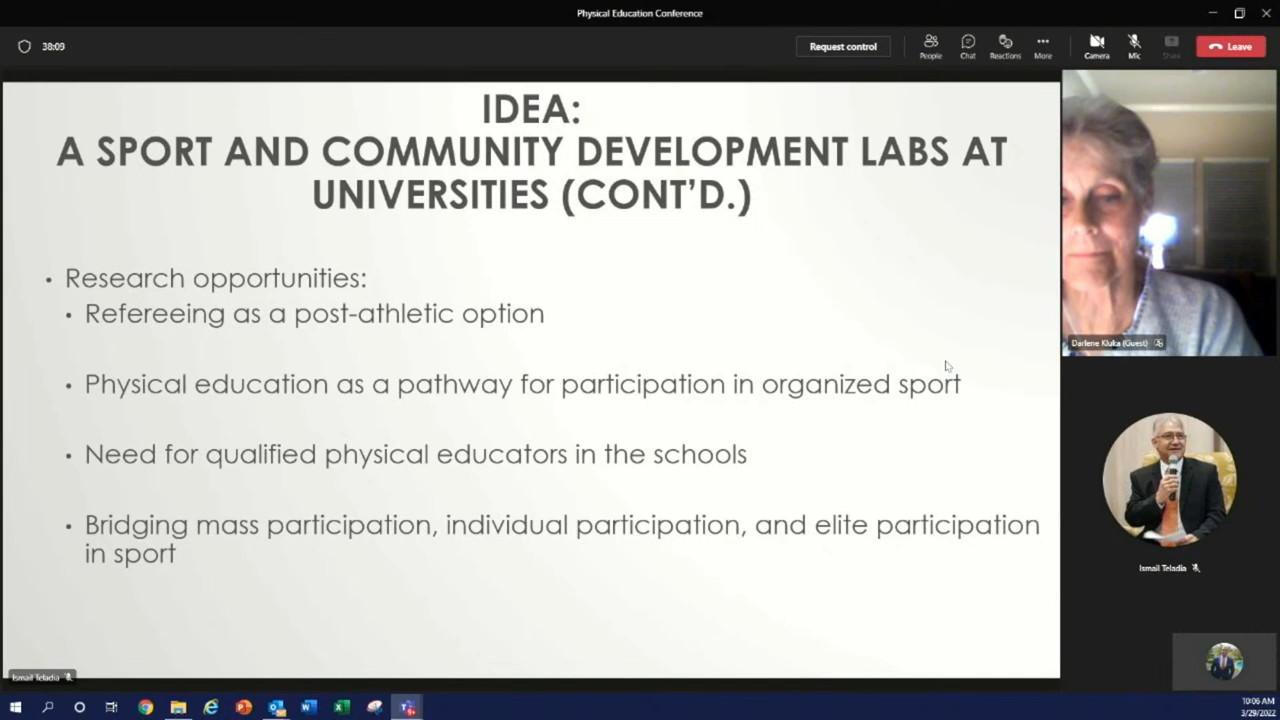 Physical Education Conference
38:09
Request control
People
Chat
Reactions
More
Camera
Mic
Share
Leave
IDEA:
A SPORT AND COMMUNITY DEVELOPMENT LABS AT
UNIVERSITIES (CONT’D.)
• Research opportunities:
• Refereeing as a post-athletic option
• Physical education as a pathway for participation in organized sport
• Need for qualified physical educators in the schools
• Bridging mass participation, individual participation, and elite participation
in sport
Darlene Kluka (Guest)
Ismail Teladia
Ismail Teladia
10:06 AM
3/29/2022